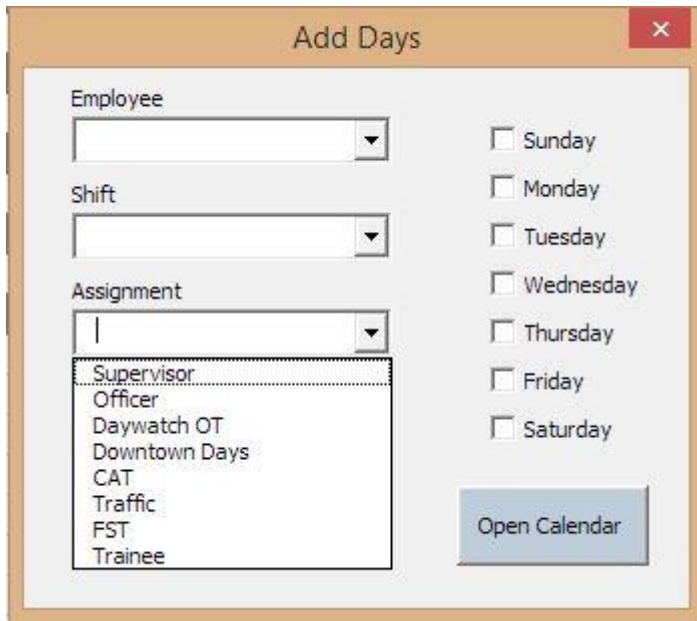 Add Days
Employee
Shift
Assignment
Supervisor
Officer
Daywatch OT
Downtown Days
CAT
Traffic
FST
Trainee
Sunday
Monday
Tuesday
Wednesday
Thursday
Friday
Saturday
Open Calendar